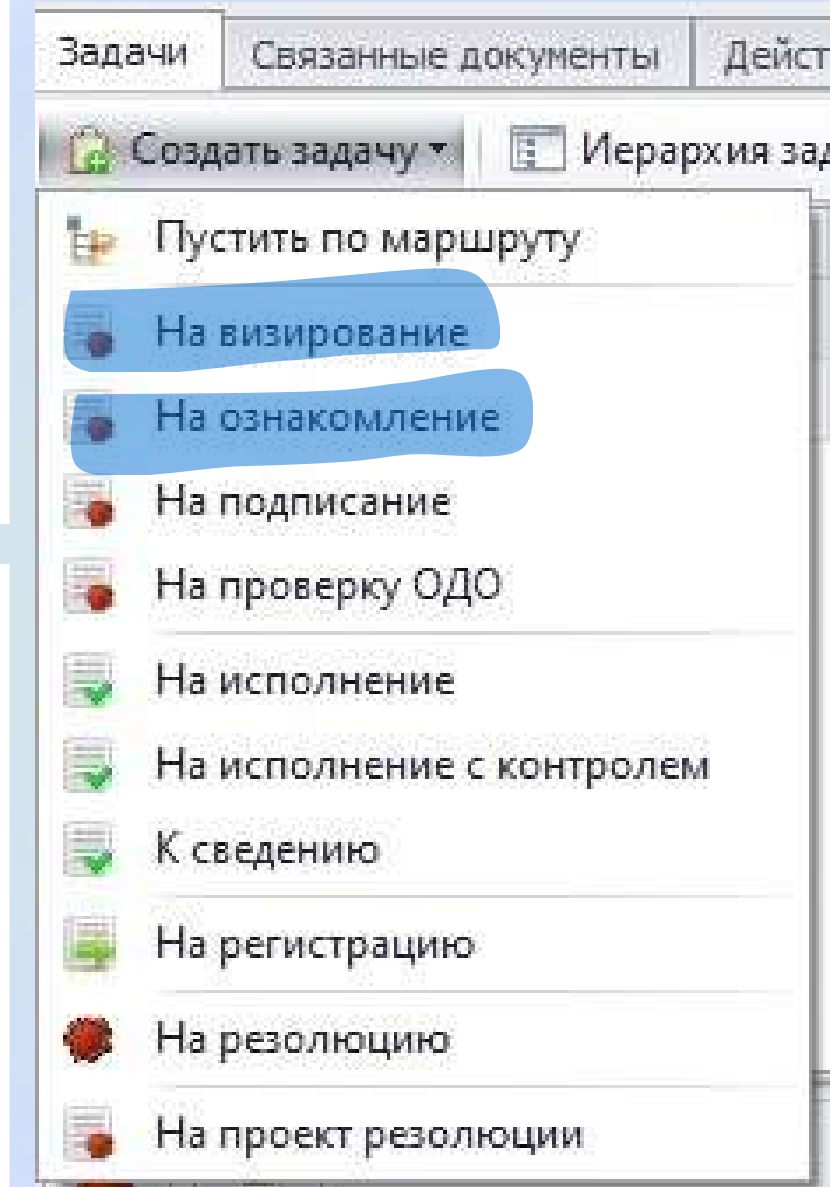 Задачи Связанные документы
Создать задачу Иерархия
Пустить по маршруту
На визирование
На ознакомление
На подписание
На проверку ОДО
На исполнение
На исполнение с контролем
К сведению
На регистрацию
На резолюцию
На проект резолюции